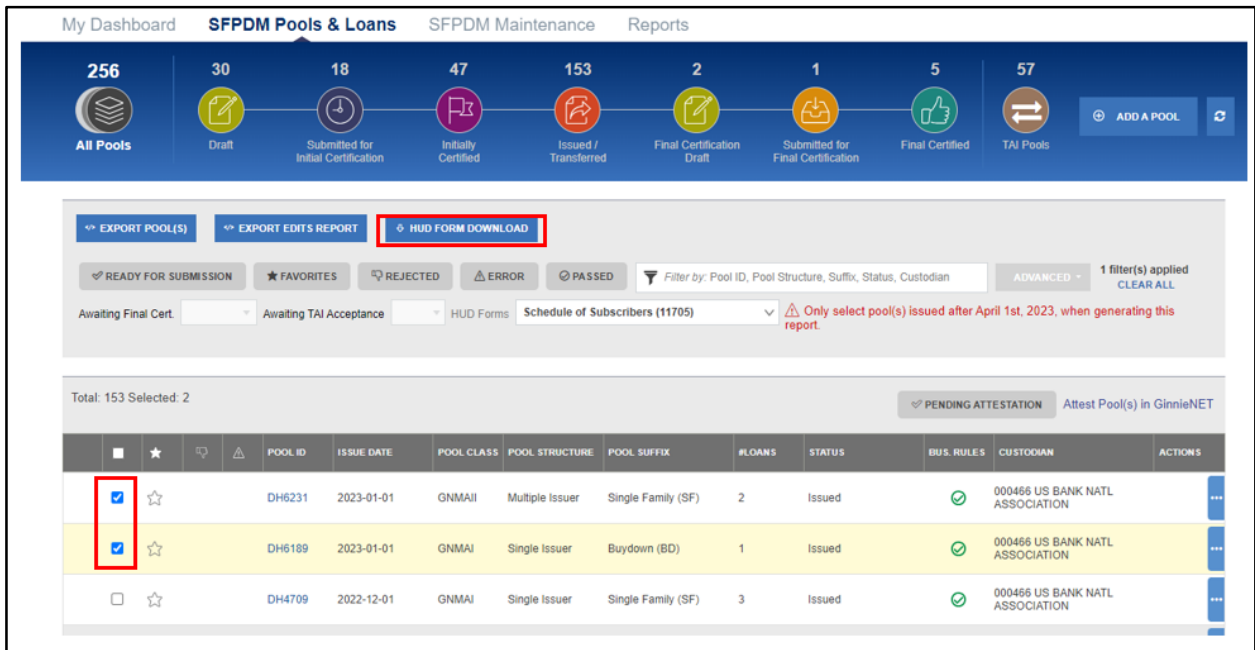 My Dashboard SFPDM Pools & Loans SFPDM Maintenance Reports
256 30 18 47 153 2 1 5 57
All Pools Draft Submitted for Initially Issued / Final Certification Submitted for Final Certified TAI Pools
Initial Certification Certified Transferred Draft Final Certification
ADD A POOL
EXPORT POOL(S) EXPORT EDITS REPORT HUD FORM DOWNLOAD
READY FOR SUBMISSION FAVORITES REJECTED ERROR PASSED Filter by: Pool ID, Pool Structure, Suffix, Status, Custodian ADVANCED 1 filter(s) applied
CLEAR ALL
Awaiting Final Cert. Awaiting TAI Acceptance HUD Forms Schedule of Subscribers (11705) Only select pool(s) issued after April 1st, 2023, when generating this
report.
Total: 153 Selected: 2
PENDING ATTESTATION Attest Pool(s) in GinnieNET
POOL ID ISSUE DATE POOL CLASS POOL STRUCTURE POOL SUFFIX #LOANS STATUS BUS. RULES CUSTODIAN ACTIONS
DH6231 2023-01-01 GNMAII Multiple Issuer Single Family (SF) 2 Issued 000466 US BANK NATL
ASSOCIATION
DH6189 2023-01-01 GNMAI Single Issuer Buydown (BD) 1 Issued 000466 US BANK NATL
ASSOCIATION
DH4709 2022-12-01 GNMAI Single Issuer Single Family (SF) 3 Issued 000466 US BANK NATL
ASSOCIATION